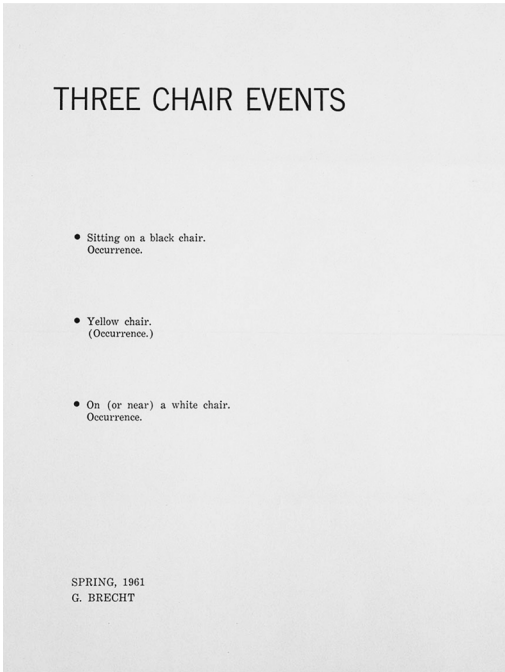 THREE CHAIR EVENTS
● Sitting on a black chair.
Occurrence.
● Yellow chair.
(Occurrence.)
● On (or near) a white chair.
Occurrence.
SPRING, 1961
G. BRECHT